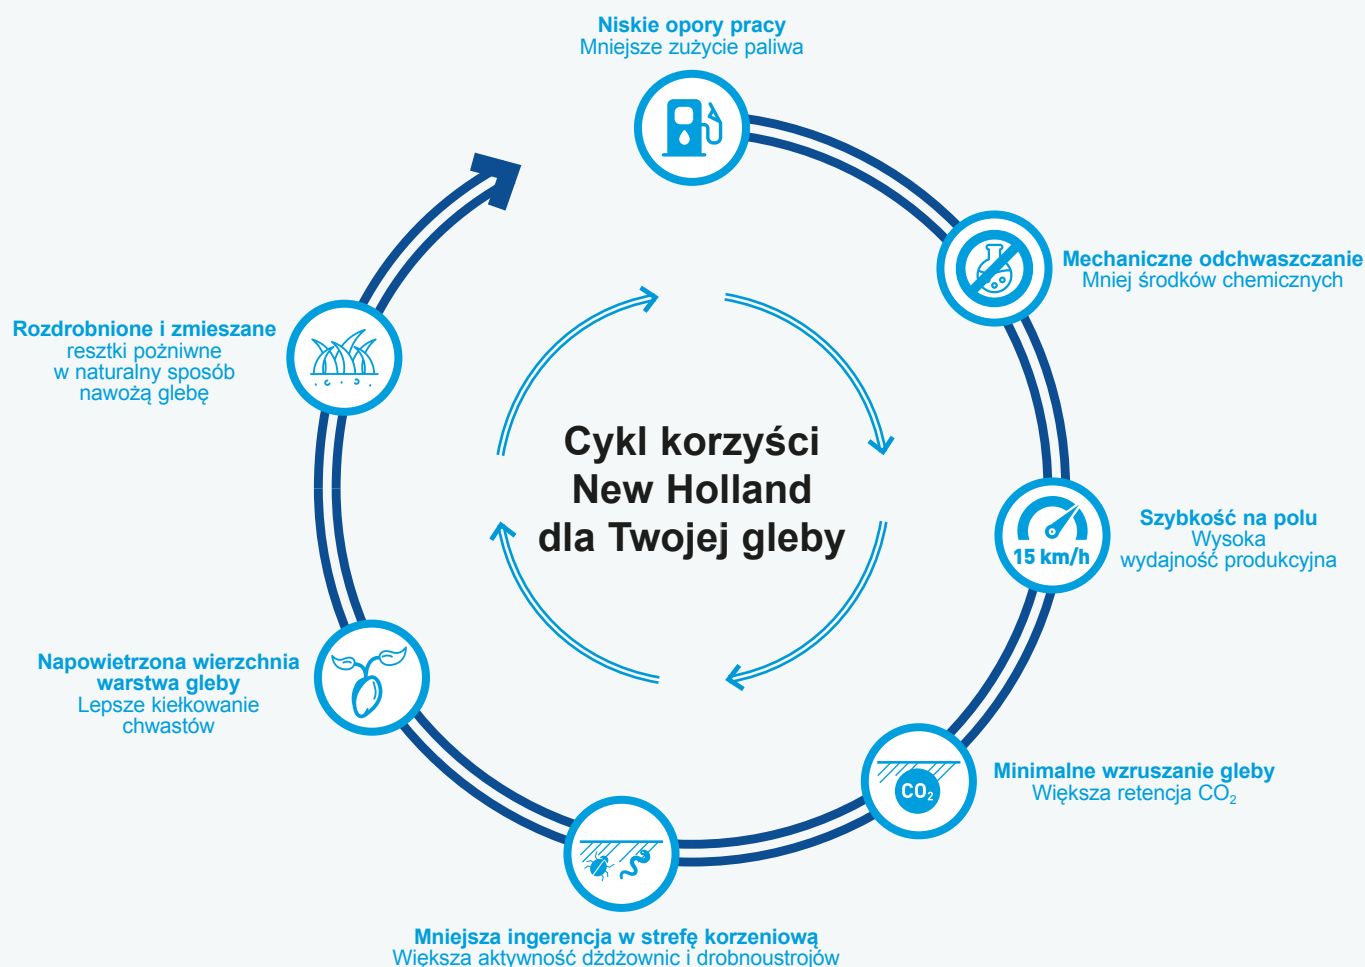 Niskie opory pracy
Mniejsze zużycie paliwa
Mechaniczne odchwaszczanie
Mniej środków chemicznych
Szybkość na polu
Wysoka
wydajność produkcyjna
15 km/h
Minimalne wzruszanie gleby
Większa retencja CO₂
CO₂
Mniejsza ingerencja w strefę korzeniową
Większa aktywność dżdżownic i drobnoustrojów
Napowietrzona wierzchnia
warstwa gleby
Lepsze kiełkowanie
chwastów
Rozdrobnione i zmieszane
resztki pożniwne
w naturalny sposób
nawożą glebę
Cykl korzyści
New Holland
dla Twojej gleby